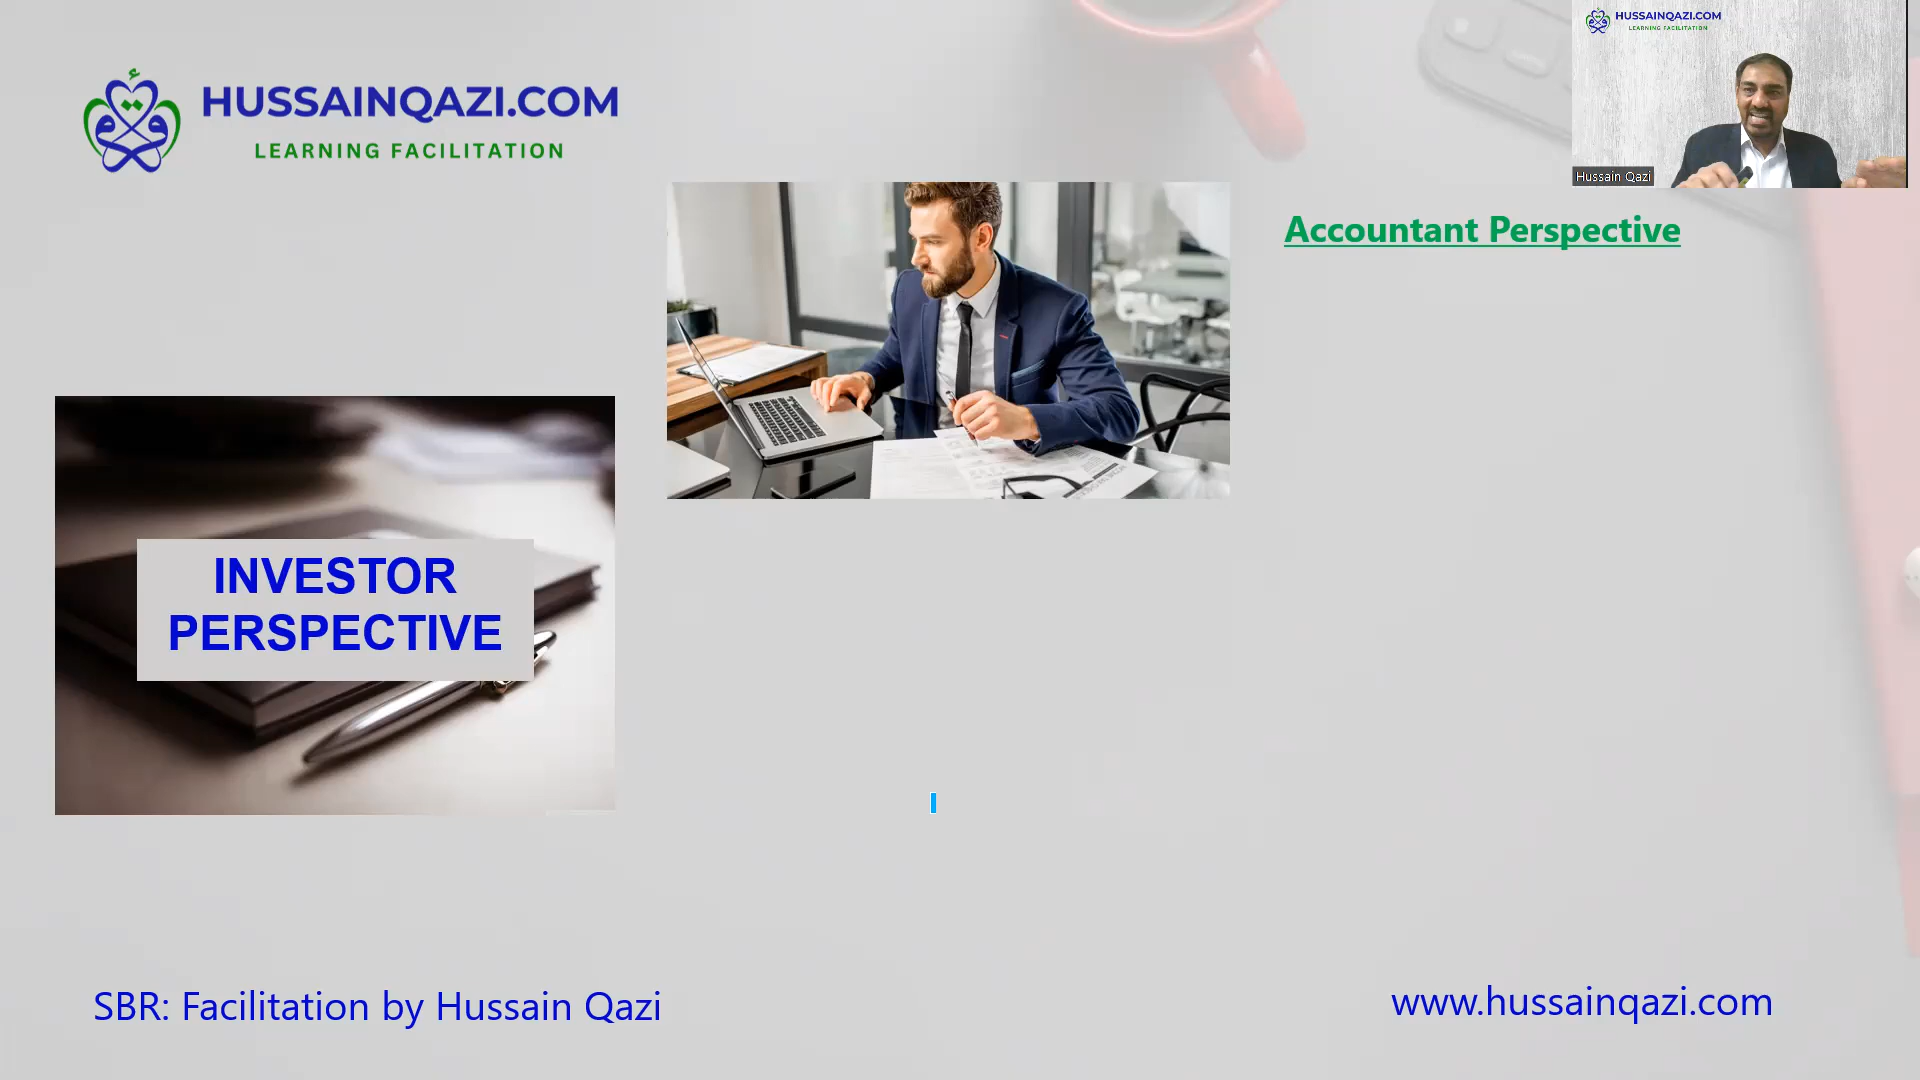 HUSSAINQAZI.COM
LEARNING FACILITATION
HUSSAINQAZI.COM
LEARNING FACILITATION
Hussain Qazi
Accountant Perspective
INVESTOR
PERSPECTIVE
SBR: Facilitation by Hussain Qazi
www.hussainqazi.com